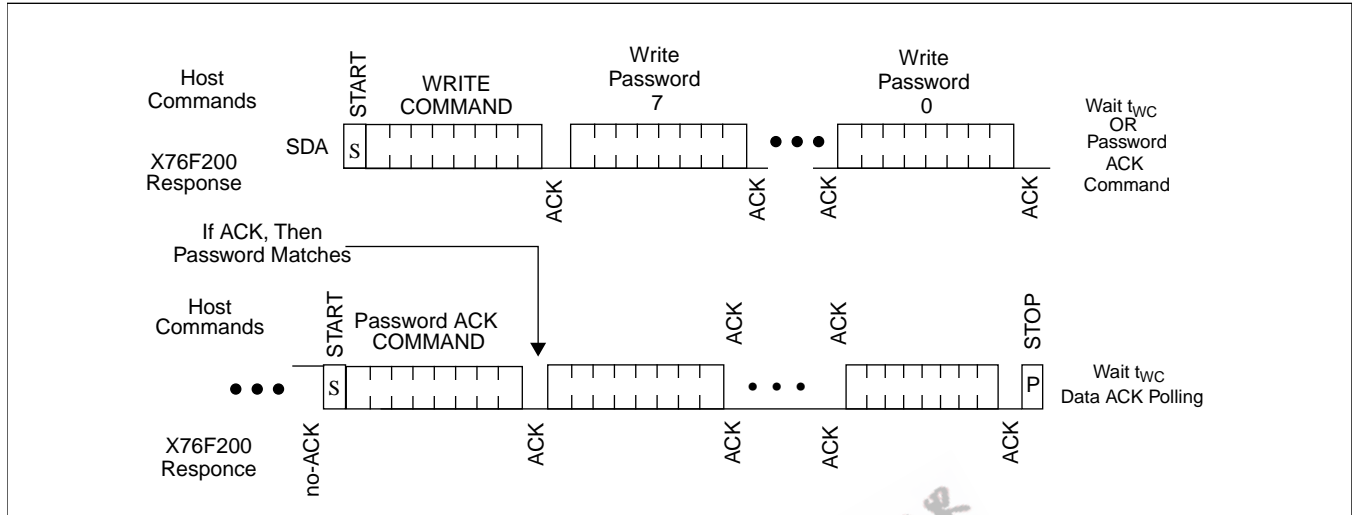 Host
Commands
START
WRITE
COMMAND
Write
Password
7
Write
Password
0
Wait tWC
OR
Password
ACK
Command
SDA
S
X76F200
Response
ACK
ACK
ACK
ACK
If ACK, Then
Password Matches
Host
Commands
START
Password ACK
COMMAND
ACK
ACK
STOP
S
P
Wait tWC
Data ACK Polling
X76F200
Responce
no-ACK
ACK
ACK
ACK
ACK